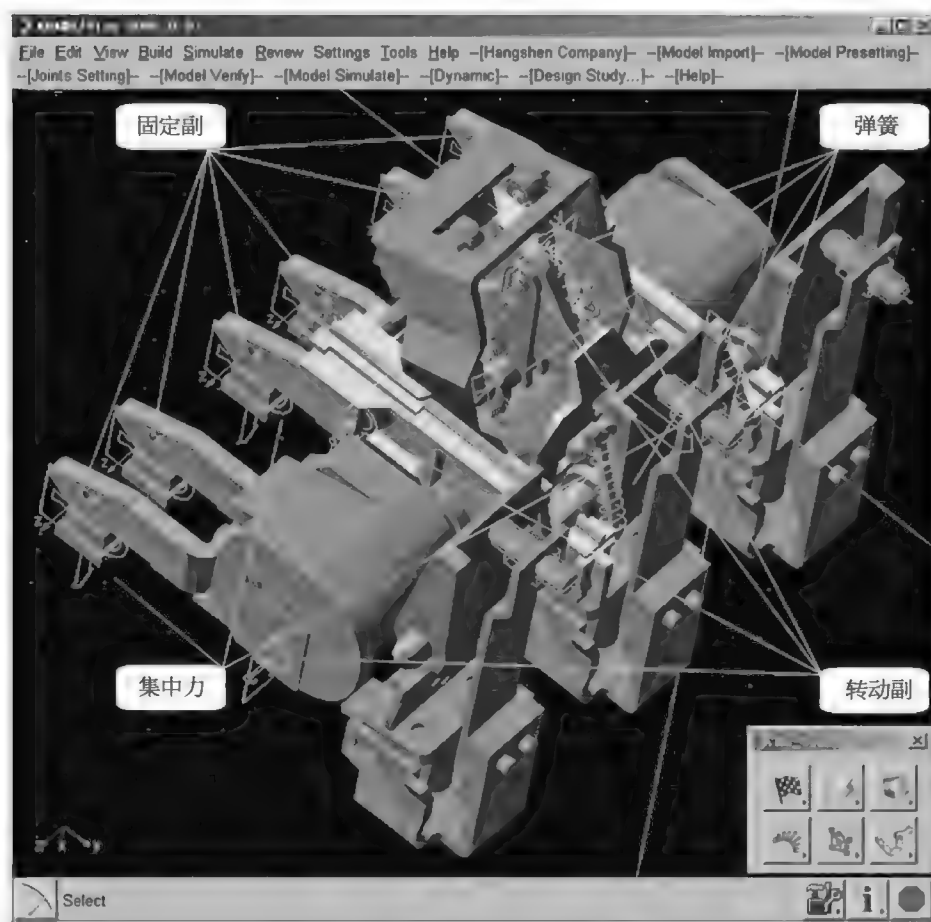 File Edit View Build Simulate Review Settings Tools Help --[Hangshen Company]-- --[Model Import]-- --[Model Presetting]--
--[Joints Setting]-- --[Model Verify]-- --[Model Simulate]-- --[Dynamic]-- --[Design Study...]-- --[Help]--
固定副
弹簧
集中力
转动副
Select